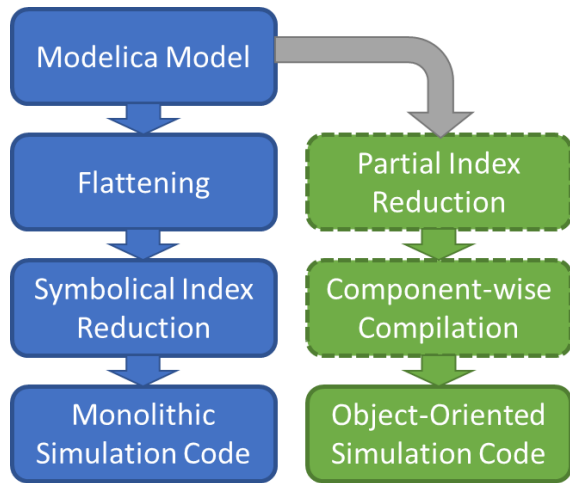 Modelica Model
Flattening
Symbolical Index
Reduction
Monolithic
Simulation Code
Partial Index
Reduction
Component-wise
Compilation
Object-Oriented
Simulation Code